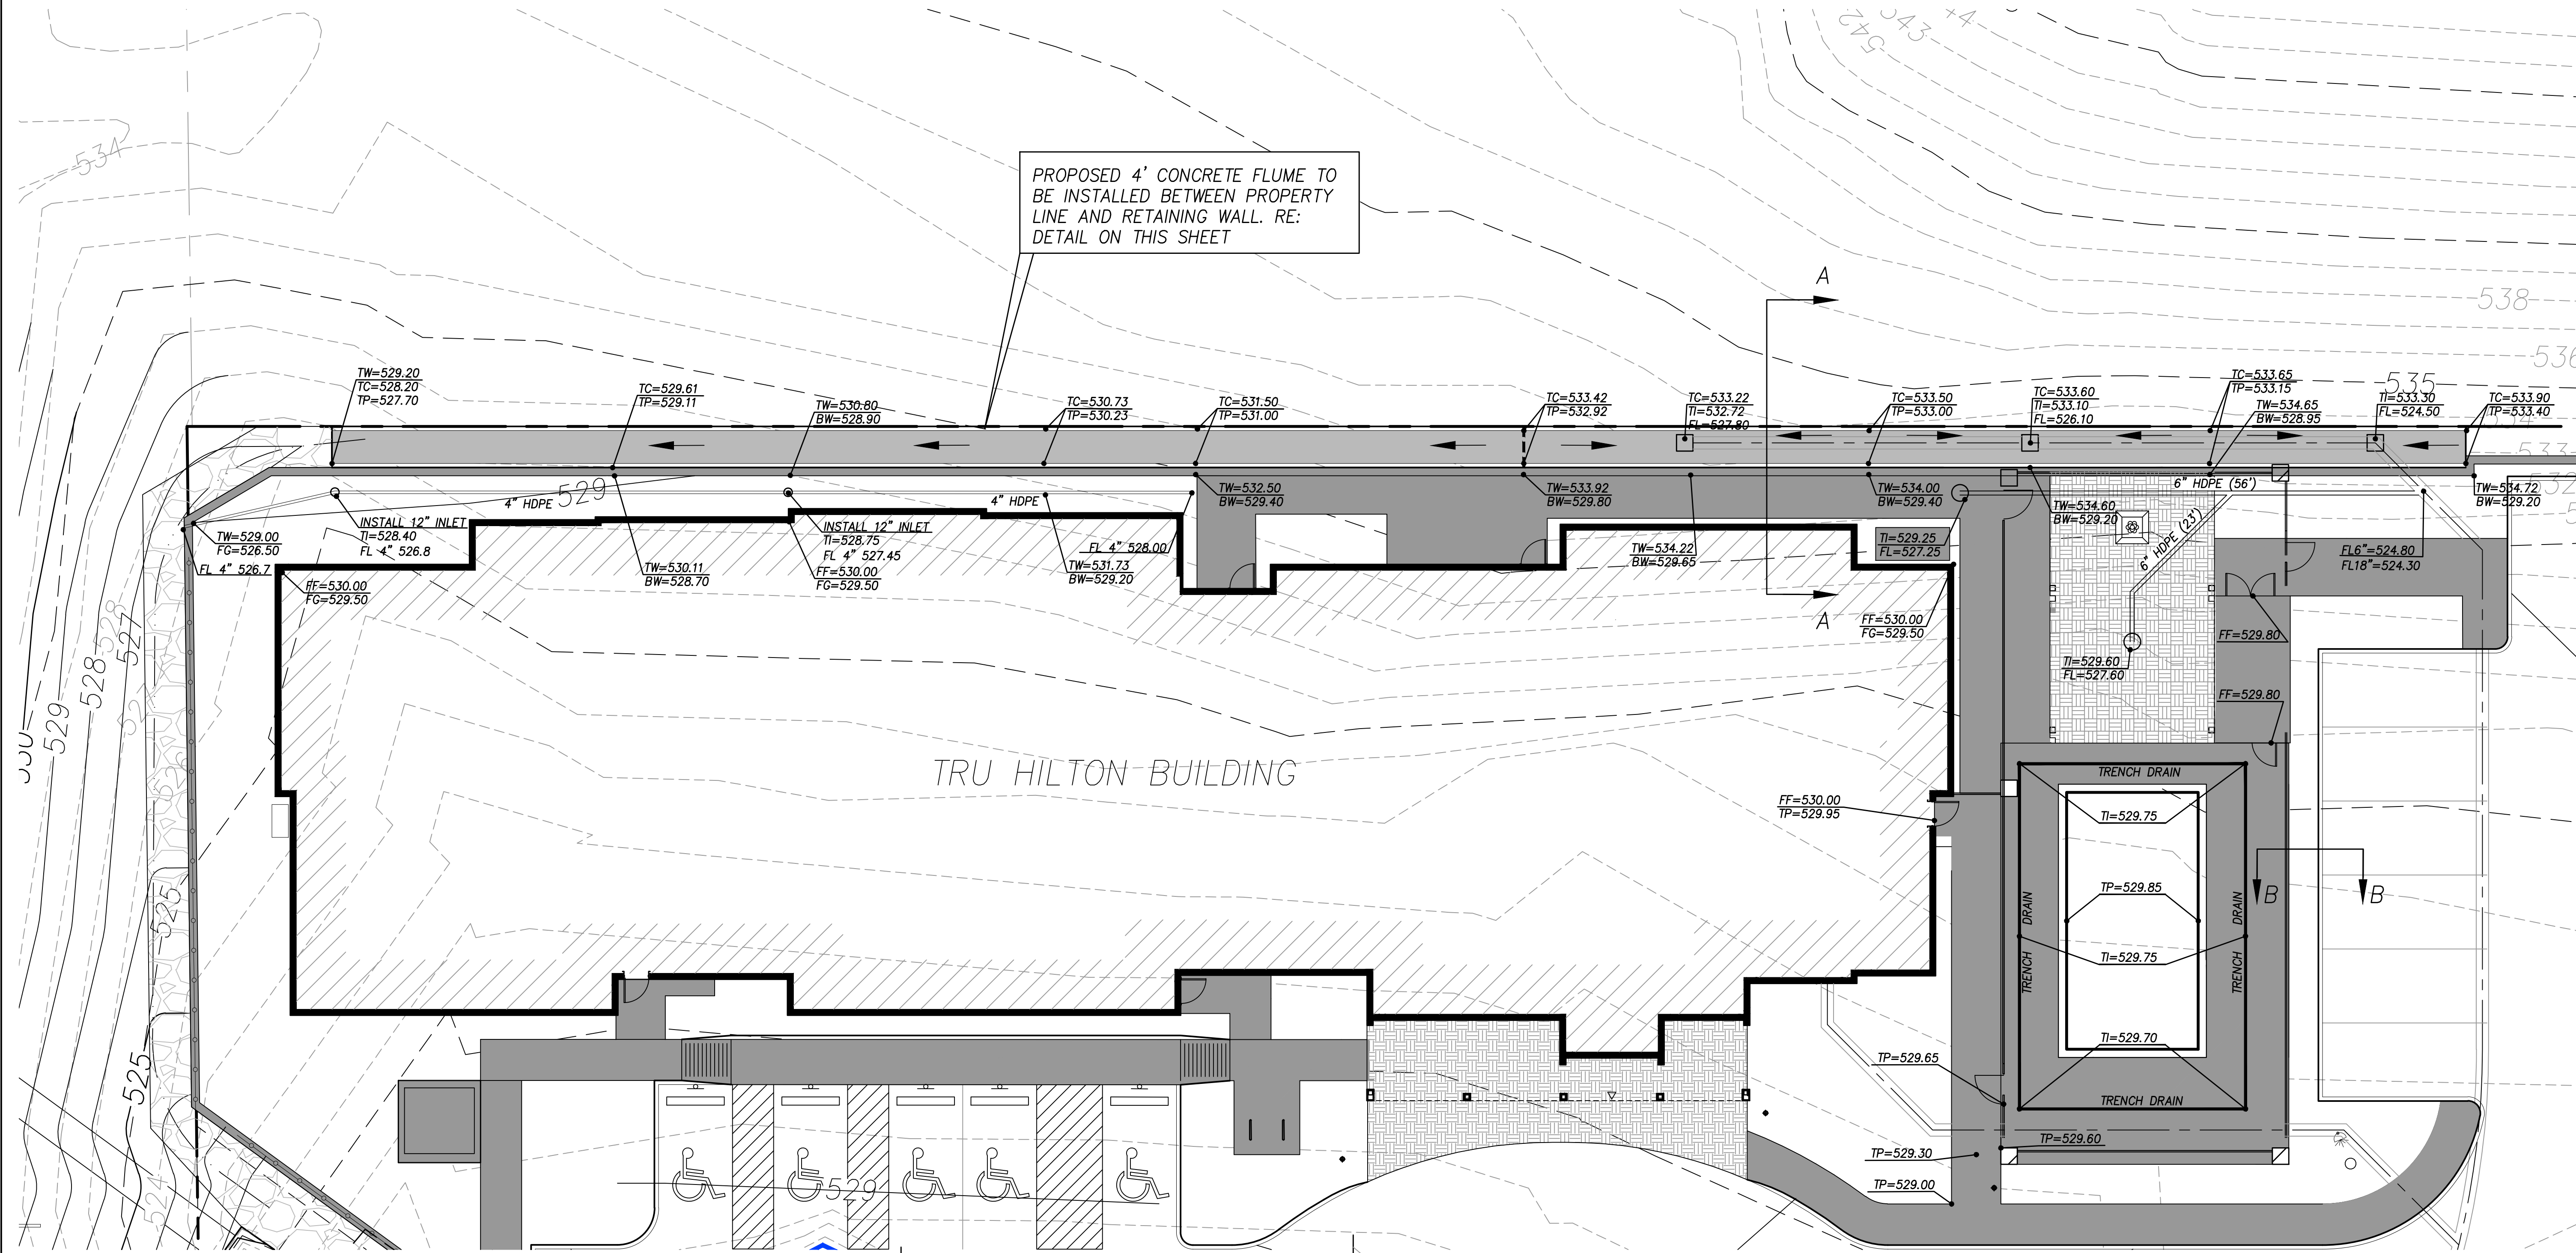 542
543
544
534
PROPOSED 4' CONCRETE FLUME TO
BE INSTALLED BETWEEN PROPERTY
LINE AND RETAINING WALL. RE:
DETAIL ON THIS SHEET
A
538
536
535
534
533
TW=529.20
TC=528.20
TP=527.70
TC=529.61
TP=529.11
TW=530.80
BW=528.90
TC=530.73
TP=530.23
TC=531.50
TP=531.00
TC=533.42
TP=532.92
TC=533.22
TI=532.72
FL=527.80
TC=533.50
TP=533.00
TC=533.60
TI=533.10
FL=526.10
TC=533.65
TP=533.15
TW=534.65
BW=528.95
TI=533.30
FL=524.50
TC=533.90
TP=533.40
4" HDPE
529
4" HDPE
TW=532.50
BW=529.40
TW=533.92
BW=529.80
TW=534.00
BW=529.40
TW=534.60
BW=529.20
6" HDPE (56')
6" HDPE (23')
TW=534.72
BW=529.20
TW=529.00
FG=526.50
FL 4" 526.7
INSTALL 12" INLET
TI=528.40
FL 4" 526.8
FF=530.00
FG=529.50
TW=530.11
BW=528.70
INSTALL 12" INLET
TI=528.75
FL 4" 527.45
FF=530.00
FG=529.50
FL 4" 528.00
TW=531.73
BW=529.20
TW=534.22
BW=529.65
TI=529.25
FL=527.25
FL6"=524.80
FL18"=524.30
A
FF=530.00
FG=529.50
FF=529.80
TI=529.60
FL=527.60
FF=529.80
530
529
528
528
527
TRU HILTON BUILDING
TRENCH DRAIN
FF=530.00
TP=529.95
TI=529.75
TP=529.85
B
B
TRENCH DRAIN
TRENCH DRAIN
TI=529.75
TI=529.70
TRENCH DRAIN
525
525
TP=529.65
TP=529.60
TP=529.30
TP=529.00
529